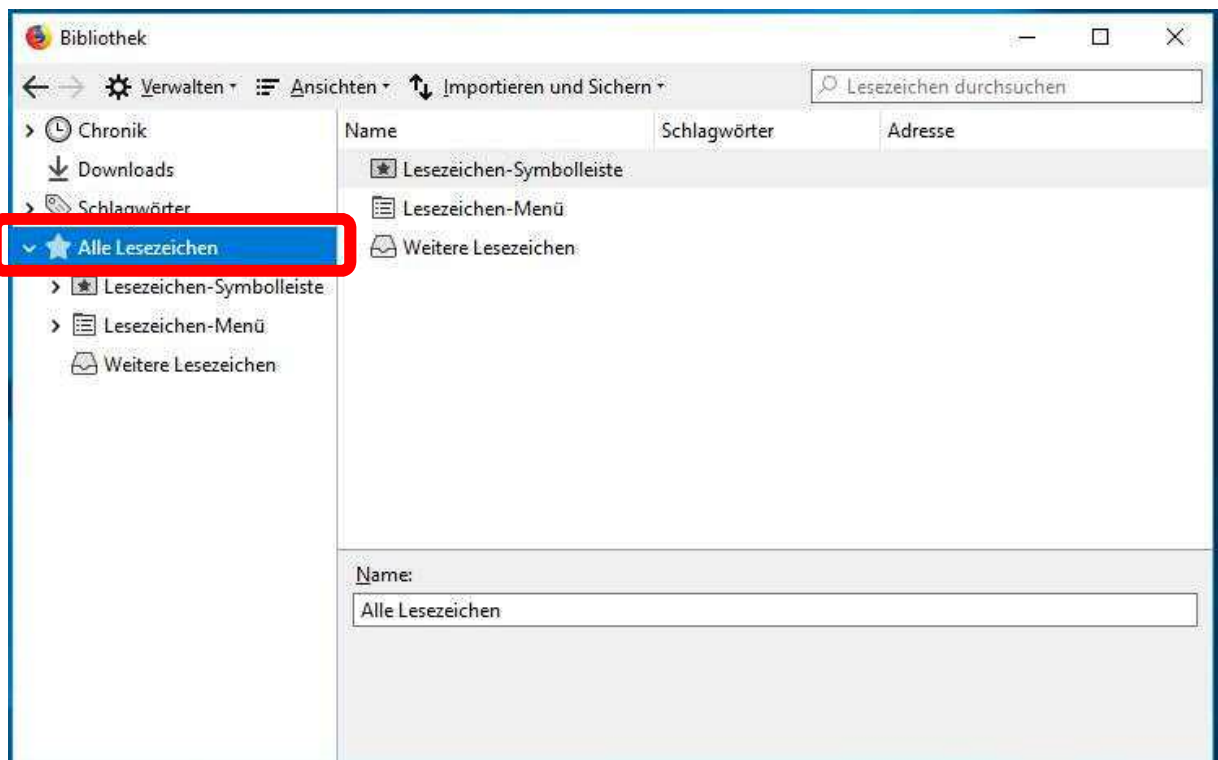 Bibliothek
Verwalten Ansichten Importieren und Sichern Lesezeichen durchsuchen
Chronik
Downloads
Schlagwörter
Alle Lesezeichen
Lesezeichen-Symbolleiste
Lesezeichen-Menü
Weitere Lesezeichen
Name Schlagwörter Adresse
Lesezeichen-Symbolleiste
Lesezeichen-Menü
Weitere Lesezeichen
Name:
Alle Lesezeichen